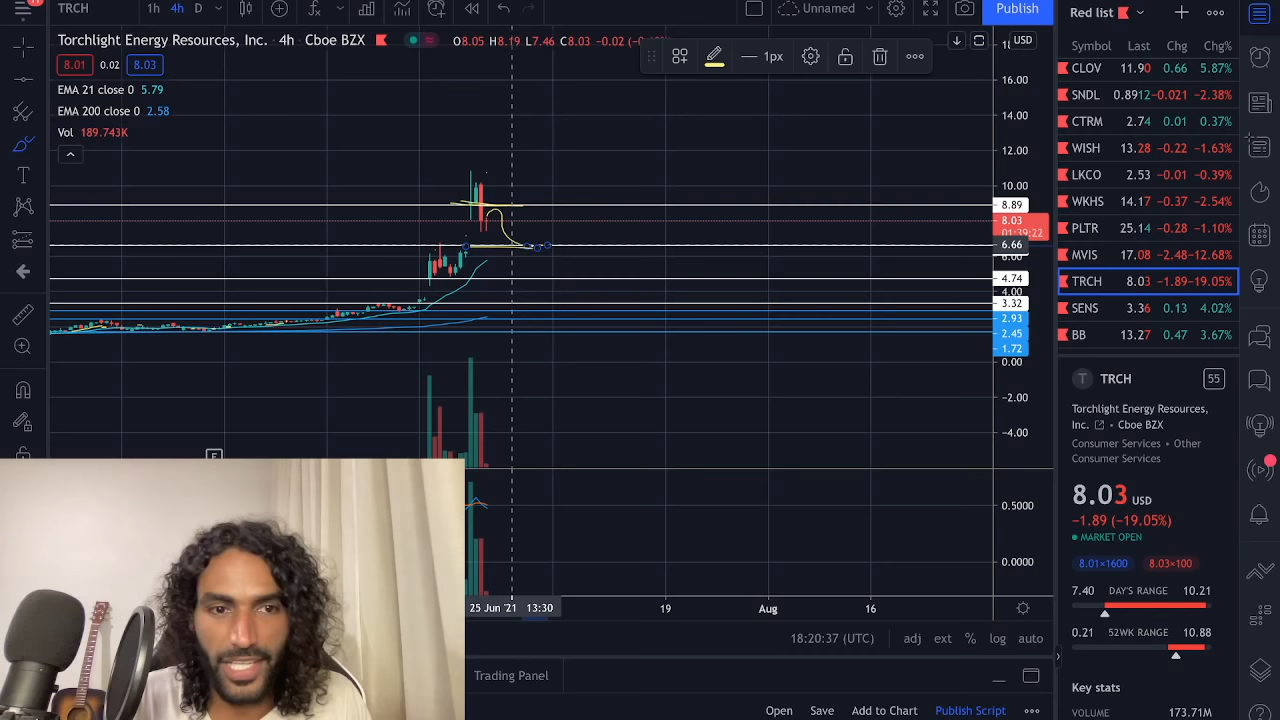 11
TRCH 1h 4h D Unnamed Publish
Torchlight Energy Resources, Inc. · 4h · Cboe BZX O8.05 H8.19 L7.46 C8.03 −0.02
8.01 0.02 8.03
EMA 21 close 0 5.79
EMA 200 close 0 2.58
Vol 189.743K
1px
USD
16.00
14.00
12.00
10.00
8.89
8.03
01:39:22
6.66
6.00
4.74
4.00
3.32
2.93
2.45
1.72
0.00
−2.00
−4.00
0.5000
0.0000
E
25 Jun '21 13:30
19
Aug
16
18:20:37 (UTC) adj ext % log auto
Trading Panel
Open Save Add to Chart Publish Script
Red list
Symbol Last Chg Chg%
CLOV 11.90 0.66 5.87%
SNDL 0.8912 −0.021 −2.38%
CTRM 2.74 0.01 0.37%
WISH 13.28 −0.22 −1.63%
LKCO 2.53 −0.01 −0.39%
WKHS 14.17 −0.37 −2.54%
PLTR 25.14 −0.28 −1.10%
MVIS 17.08 −2.48 −12.68%
TRCH 8.03 −1.89 −19.05%
SENS 3.36 0.13 4.02%
BB 13.27 0.47 3.67%
T TRCH 55
Torchlight Energy Resources,
Inc. · Cboe BZX
Consumer Services · Other
Consumer Services
8.03 USD
−1.89 (−19.05%)
MARKET OPEN
8.01×1600 8.03×100
7.40 DAY'S RANGE 10.21
0.21 52WK RANGE 10.88
Key stats
VOLUME 173.71M